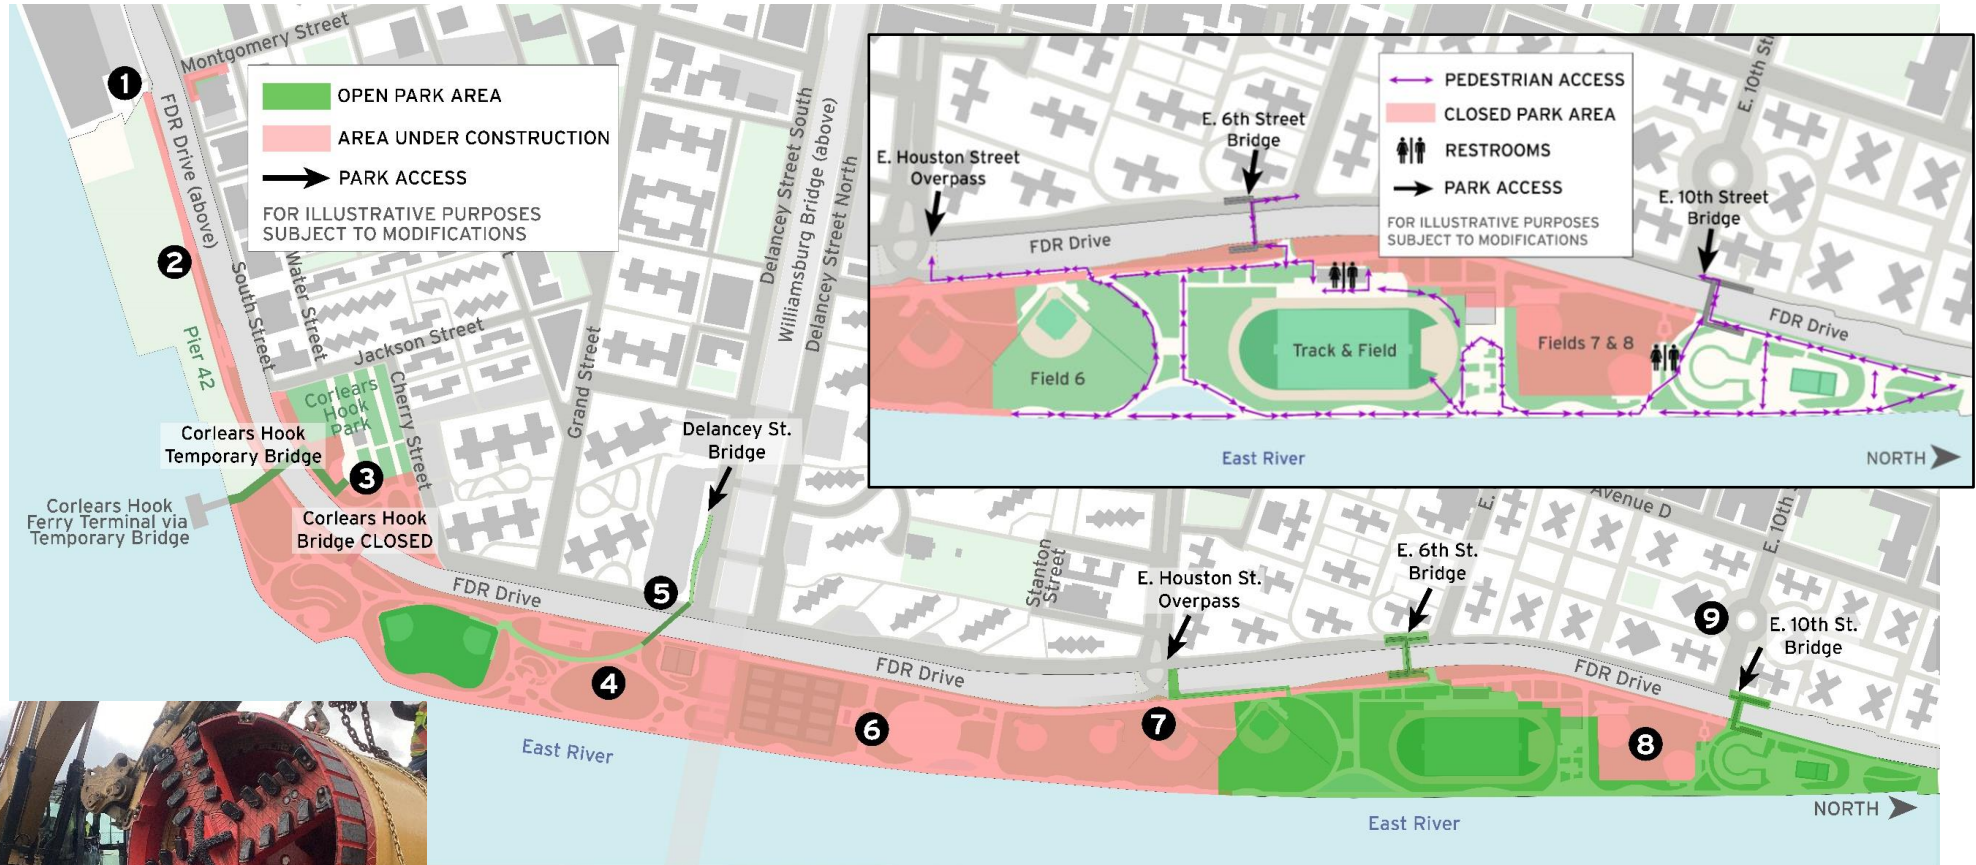 1
Montgomery Street
FDR Drive (above)
OPEN PARK AREA
AREA UNDER CONSTRUCTION
PARK ACCESS
FOR ILLUSTRATIVE PURPOSES
SUBJECT TO MODIFICATIONS
2
South Street
Water Street
Pier 42
Jackson Street
Corlears
Hook
Park
Cherry Street
Grand Street
Delancey Street South
Williamsburg Bridge (above)
Delancey Street North
Corlears Hook
Temporary Bridge
3
Corlears Hook
Ferry Terminal via
Temporary Bridge
Corlears Hook
Bridge CLOSED
Delancey St.
Bridge
FDR Drive
5
4
6
East River
Stanton
Street
FDR Drive
E. Houston St.
Overpass
7
E. 6th St.
Bridge
Avenue D
E. 10th
FDR Drive
8
9
E. 10th St.
Bridge
East River
NORTH
E. Houston Street
Overpass
E. 6th Street
Bridge
PEDESTRIAN ACCESS
CLOSED PARK AREA
RESTROOMS
PARK ACCESS
FOR ILLUSTRATIVE PURPOSES
SUBJECT TO MODIFICATIONS
E. 10th St
E. 10th Street
Bridge
FDR Drive
FDR Drive
Field 6
Track & Field
Fields 7 & 8
East River
NORTH